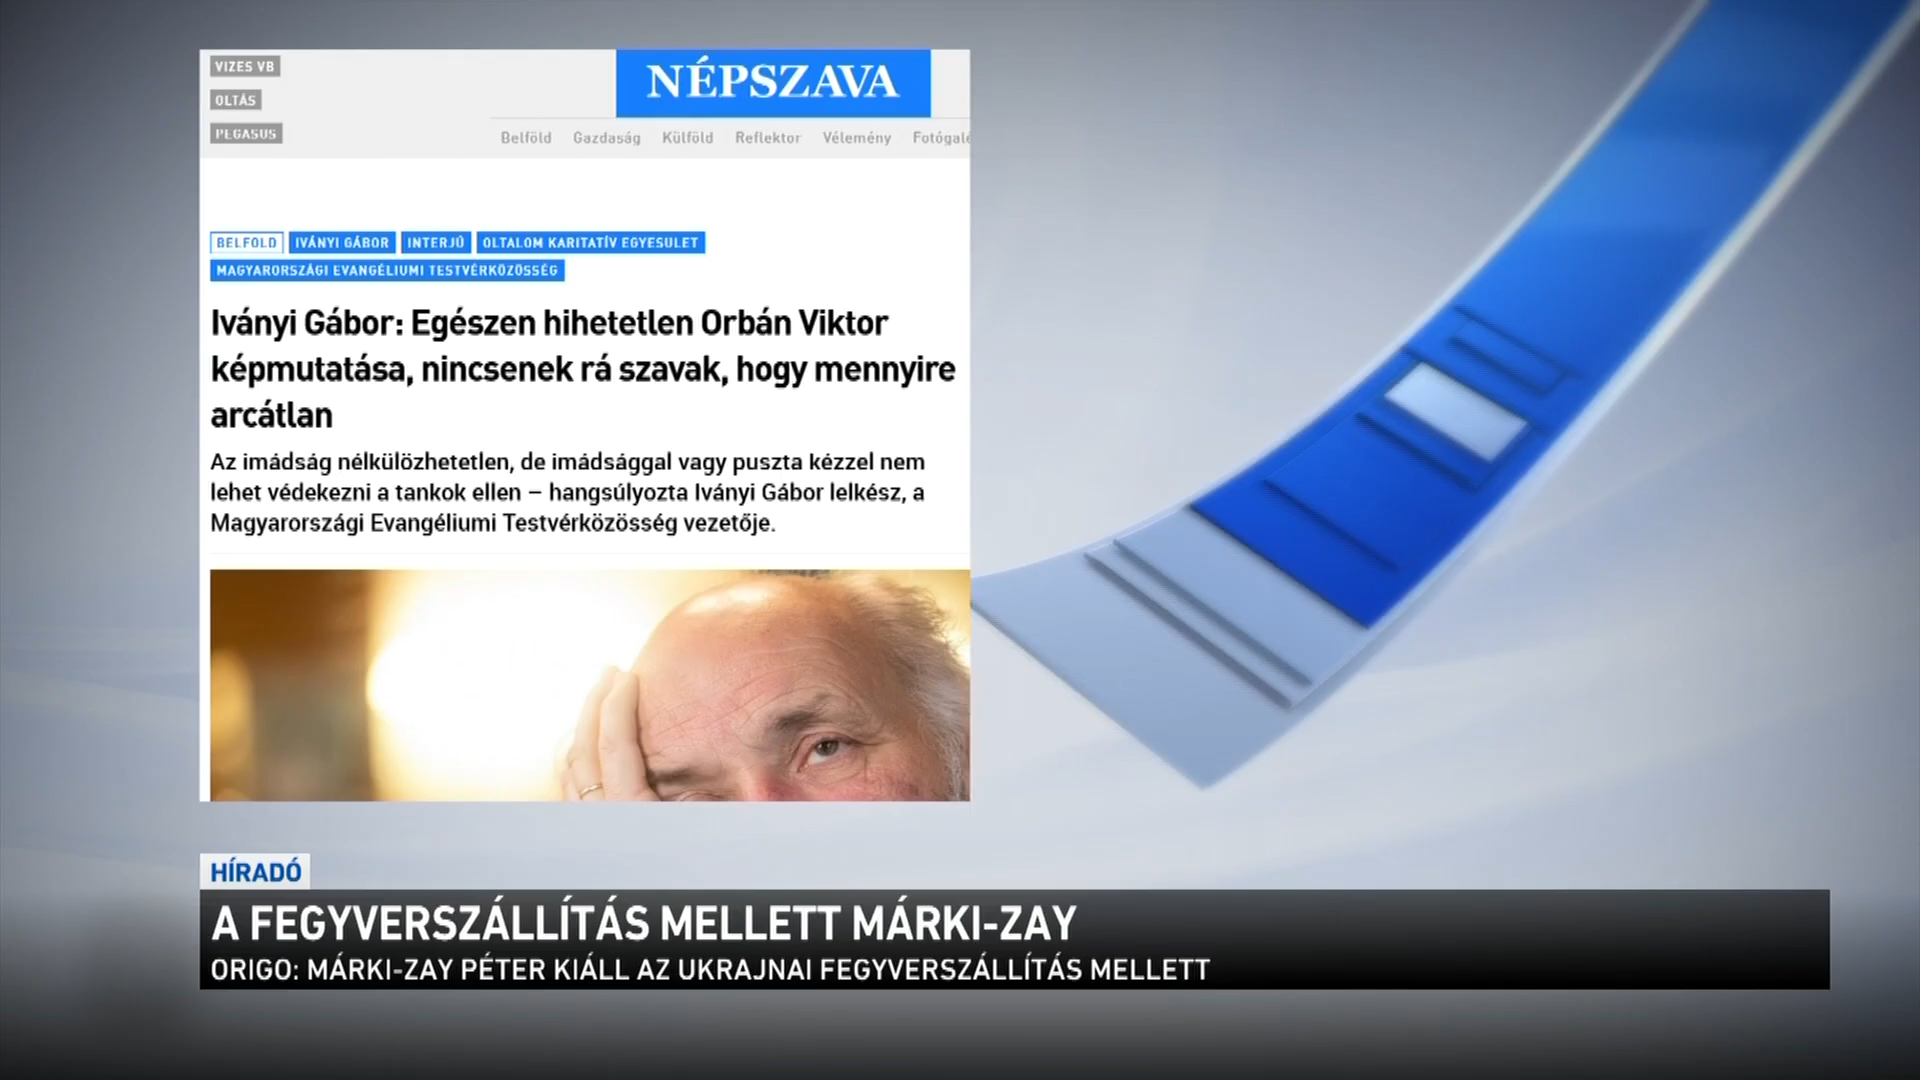 VIZES VB
OLTÁS
PEGASUS
NÉPSZAVA
Belföld Gazdaság Külföld Reflektor Vélemény Fotógalé
BELFÖLD IVÁNYI GÁBOR INTERJÚ OLTALOM KARITATÍV EGYESULET
MAGYARORSZÁGI EVANGÉLIUMI TESTVÉRKÖZÖSSÉG
Iványi Gábor: Egészen hihetetlen Orbán Viktor
képmutatása, nincsenek rá szavak, hogy mennyire
arcátlan
Az imádság nélkülözhetetlen, de imádsággal vagy puszta kézzel nem
lehet védekezni a tankok ellen – hangsúlyozta Iványi Gábor lelkész, a
Magyarországi Evangéliumi Testvérközösség vezetője.
HÍRADÓ
A FEGYVERSZÁLLÍTÁS MELLETT MÁRKI-ZAY
ORIGO: MÁRKI-ZAY PÉTER KIÁLL AZ UKRAJNAI FEGYVERSZÁLLÍTÁS MELLETT